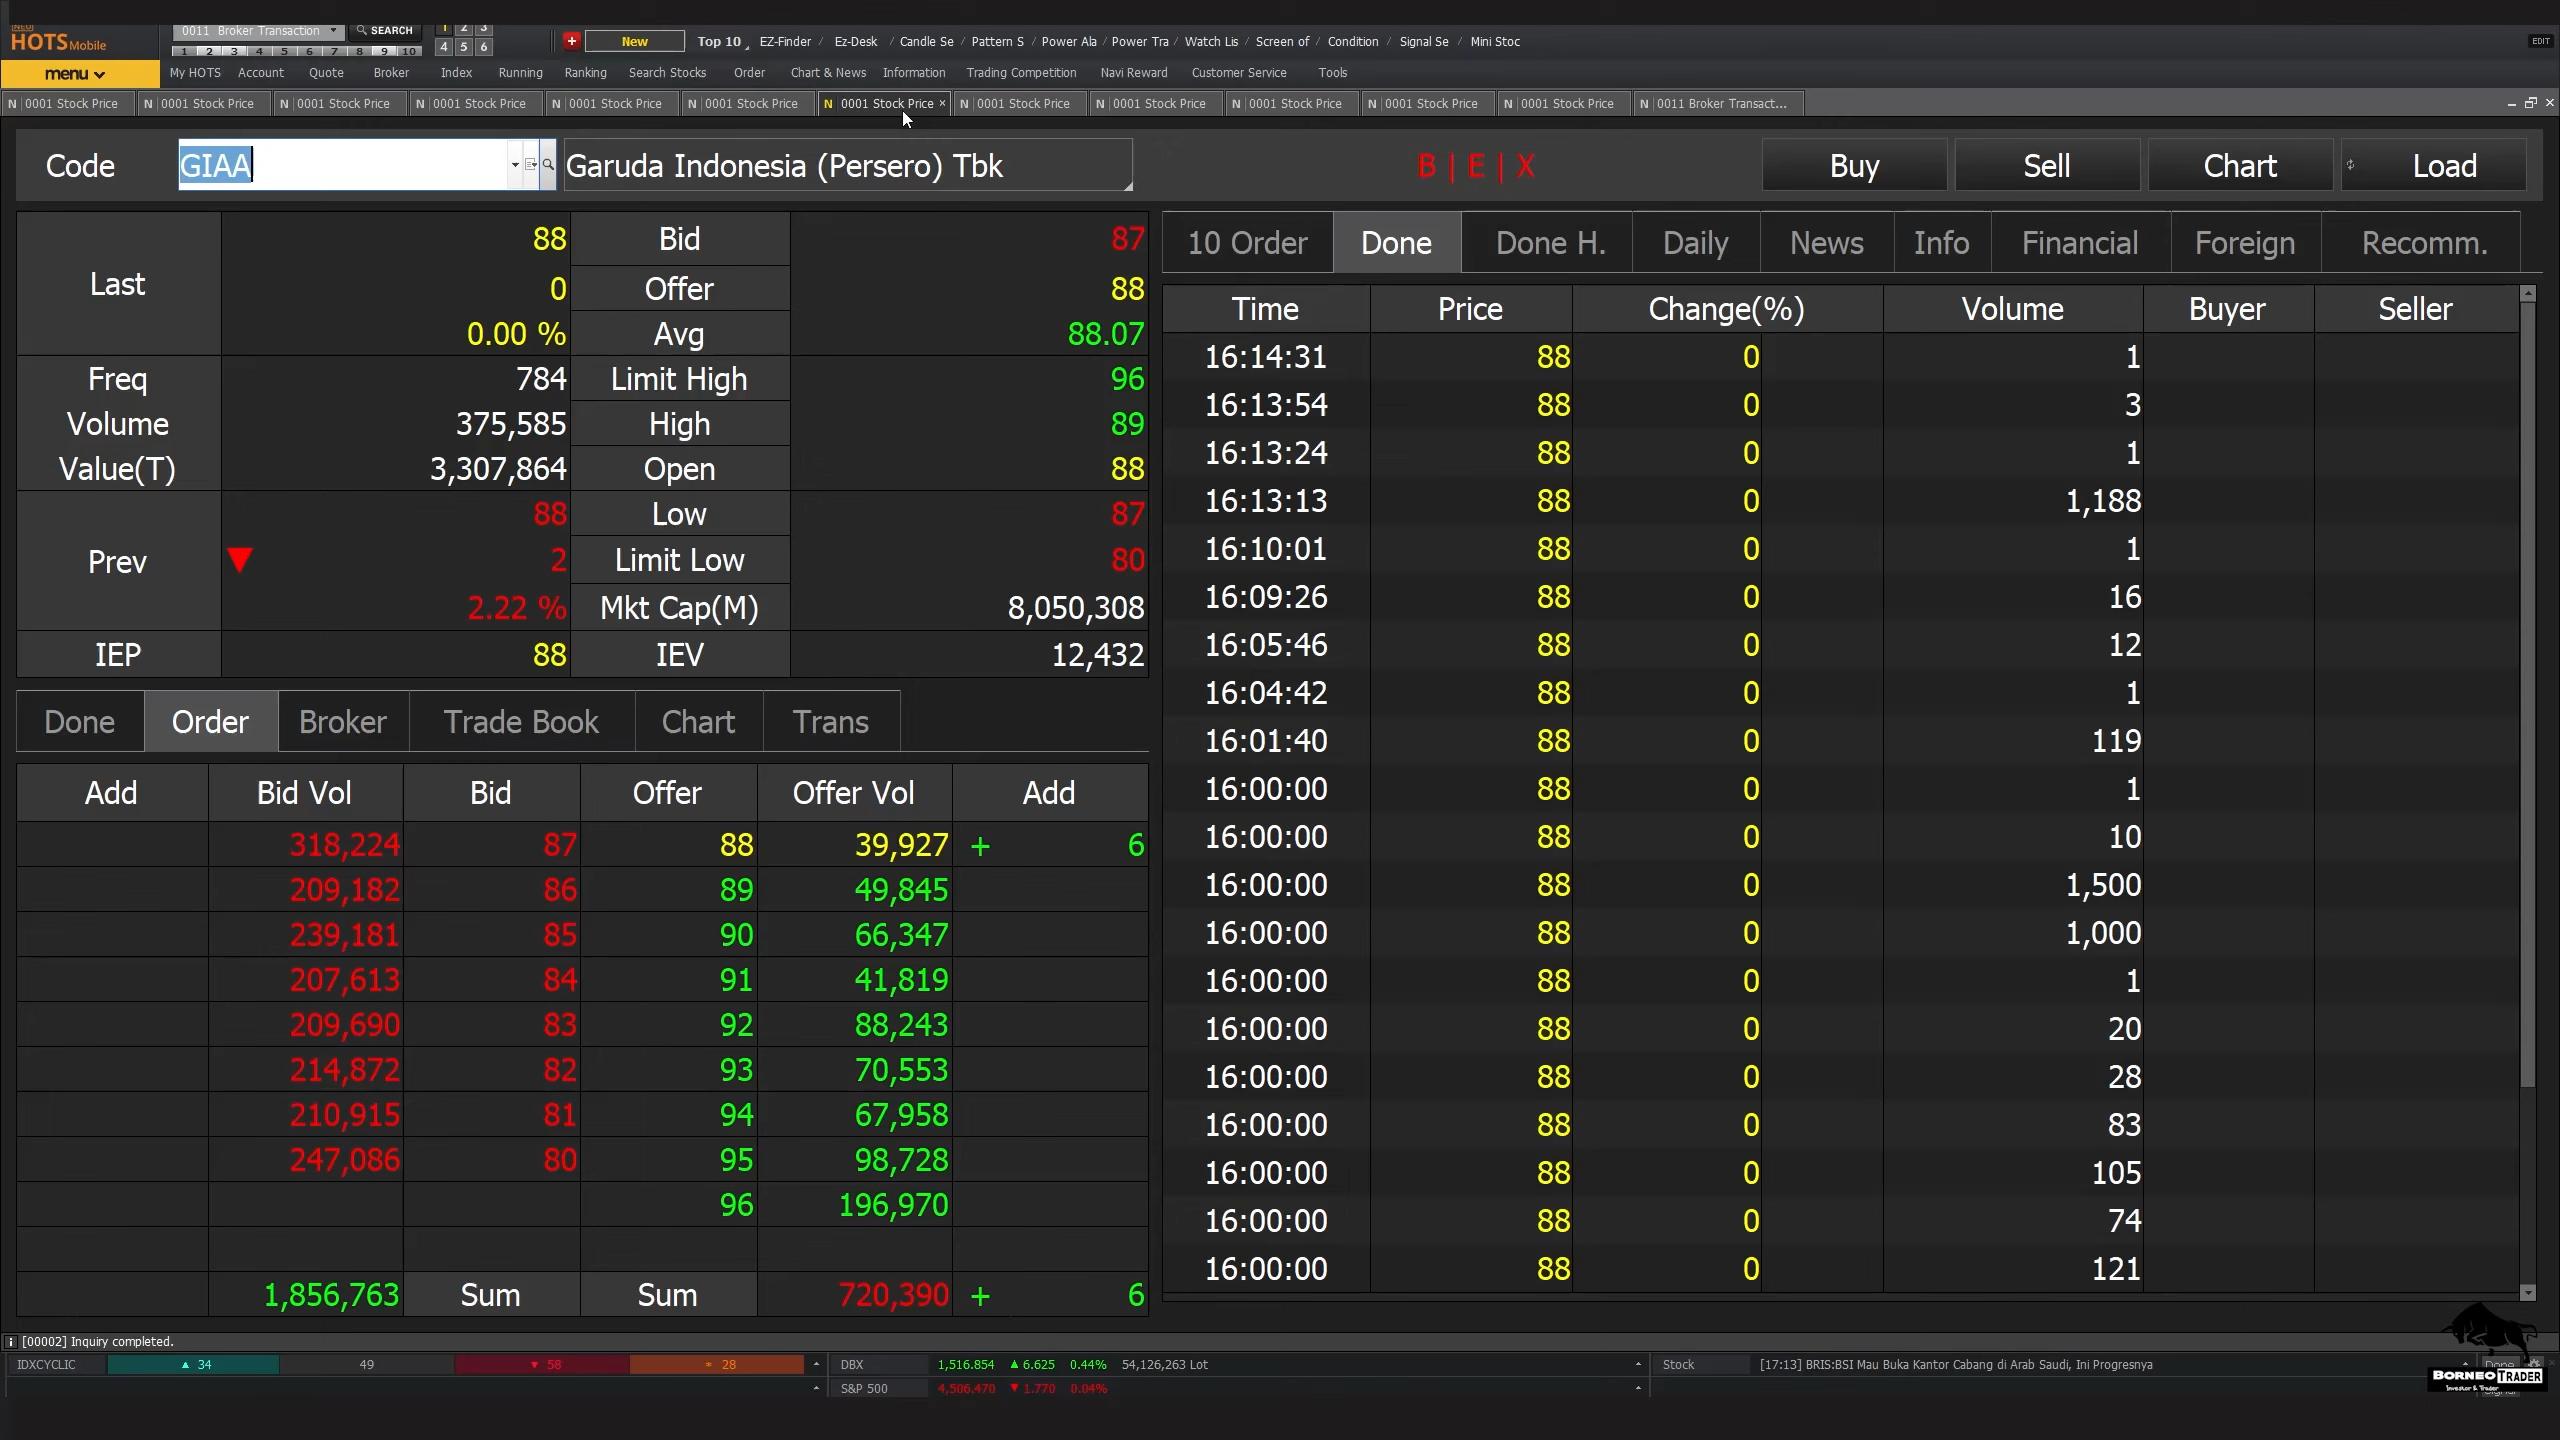 HOTS Mobile
0011 Broker Transaction SEARCH
1 2 3 4 5 6 7 8 9 10
1 2 3
4 5 6
New
Top 10 EZ-Finder / Ez-Desk / Candle Se / Pattern S / Power Ala / Power Tra / Watch Lis / Screen of / Condition / Signal Se / Mini Stoc
EDIT
menu My HOTS Account Quote Broker Index Running Ranking Search Stocks Order Chart & News Information Trading Competition Navi Reward Customer Service Tools
N 0001 Stock Price N 0001 Stock Price N 0001 Stock Price N 0001 Stock Price N 0001 Stock Price N 0001 Stock Price N 0001 Stock Price × N 0001 Stock Price N 0001 Stock Price N 0001 Stock Price N 0001 Stock Price N 0001 Stock Price N 0011 Broker Transact...
Code GIAA Garuda Indonesia (Persero) Tbk B | E | X Buy Sell Chart Load
Last 88 Bid 87
0 Offer 88
0.00 % Avg 88.07
Freq 784 Limit High 96
Volume 375,585 High 89
Value(T) 3,307,864 Open 88
Prev 88 Low 87
▼ 2 Limit Low 80
2.22 % Mkt Cap(M) 8,050,308
IEP 88 IEV 12,432
Done Order Broker Trade Book Chart Trans
Add Bid Vol Bid Offer Offer Vol Add
318,224 87 88 39,927 + 6
209,182 86 89 49,845
239,181 85 90 66,347
207,613 84 91 41,819
209,690 83 92 88,243
214,872 82 93 70,553
210,915 81 94 67,958
247,086 80 95 98,728
96 196,970
1,856,763 Sum Sum 720,390 + 6
10 Order Done Done H. Daily News Info Financial Foreign Recomm.
Time Price Change(%) Volume Buyer Seller
16:14:31 88 0 1
16:13:54 88 0 3
16:13:24 88 0 1
16:13:13 88 0 1,188
16:10:01 88 0 1
16:09:26 88 0 16
16:05:46 88 0 12
16:04:42 88 0 1
16:01:40 88 0 119
16:00:00 88 0 1
16:00:00 88 0 10
16:00:00 88 0 1,500
16:00:00 88 0 1,000
16:00:00 88 0 1
16:00:00 88 0 20
16:00:00 88 0 28
16:00:00 88 0 83
16:00:00 88 0 105
16:00:00 88 0 74
16:00:00 88 0 121
[00002] Inquiry completed.
IDXCYCLIC ▲ 34 49 ▼ 58 * 28 DBX 1,516.854 ▲ 6.625 0.44% 54,126,263 Lot Stock [17:13] BRIS:BSI Mau Buka Kantor Cabang di Arab Saudi, Ini Progresnya Done
S&P 500 4,506.470 ▼ 1.770 0.04%
BORNEO TRADER
Investor & Trader